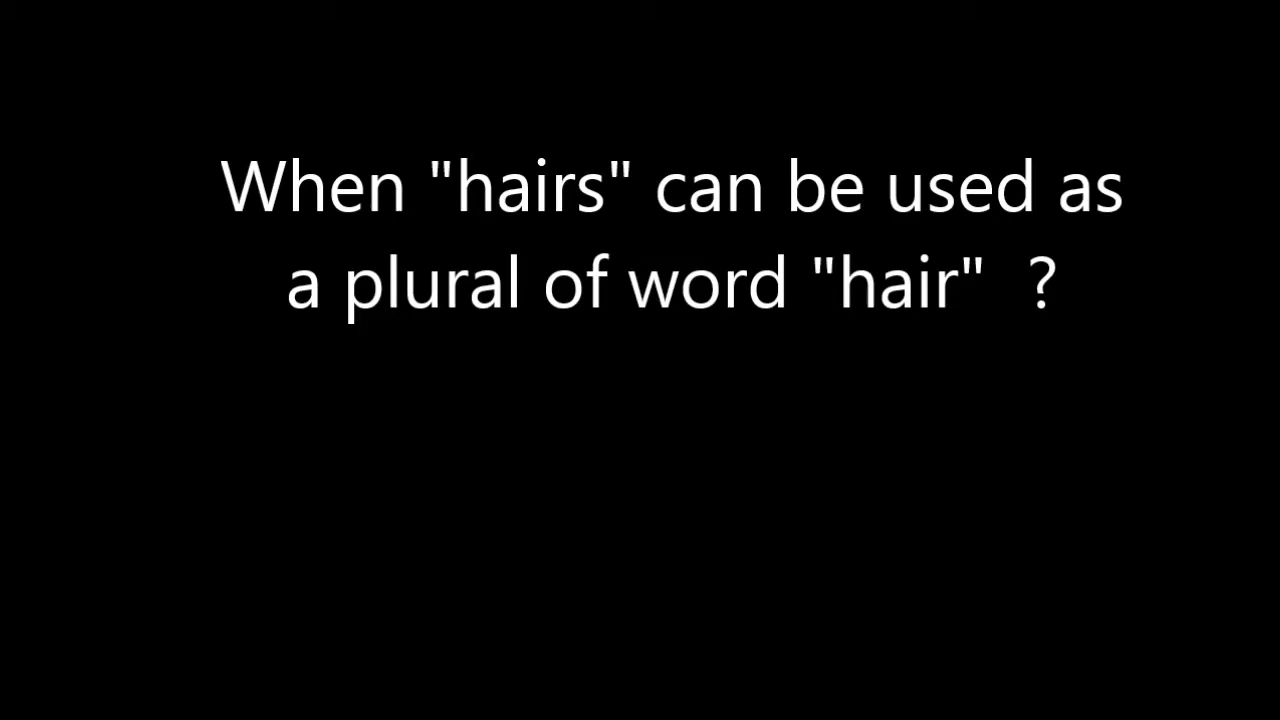 When "hairs" can be used as
a plural of word "hair"  ?